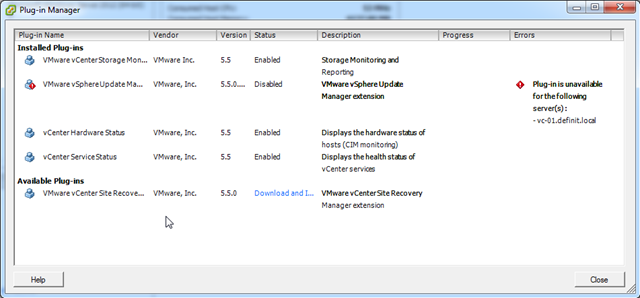 Plug-in Manager
Plug-in Name Vendor Version Status Description Progress Errors
Installed Plug-ins
VMware vCenter Storage Mon... VMware Inc. 5.5 Enabled Storage Monitoring and
Reporting
VMware vSphere Update Ma... VMware, Inc. 5.5.0.... Disabled VMware vSphere Update Plug-in is unavailable
Manager extension for the following
server(s):
- vc-01.definit.local
vCenter Hardware Status VMware, Inc. 5.5 Enabled Displays the hardware status of
hosts (CIM monitoring)
vCenter Service Status VMware, Inc. 5.5 Enabled Displays the health status of
vCenter services
Available Plug-ins
VMware vCenter Site Recove... VMware, Inc. 5.5.0 Download and I... VMware vCenter Site Recovery
Manager extension
Help Close